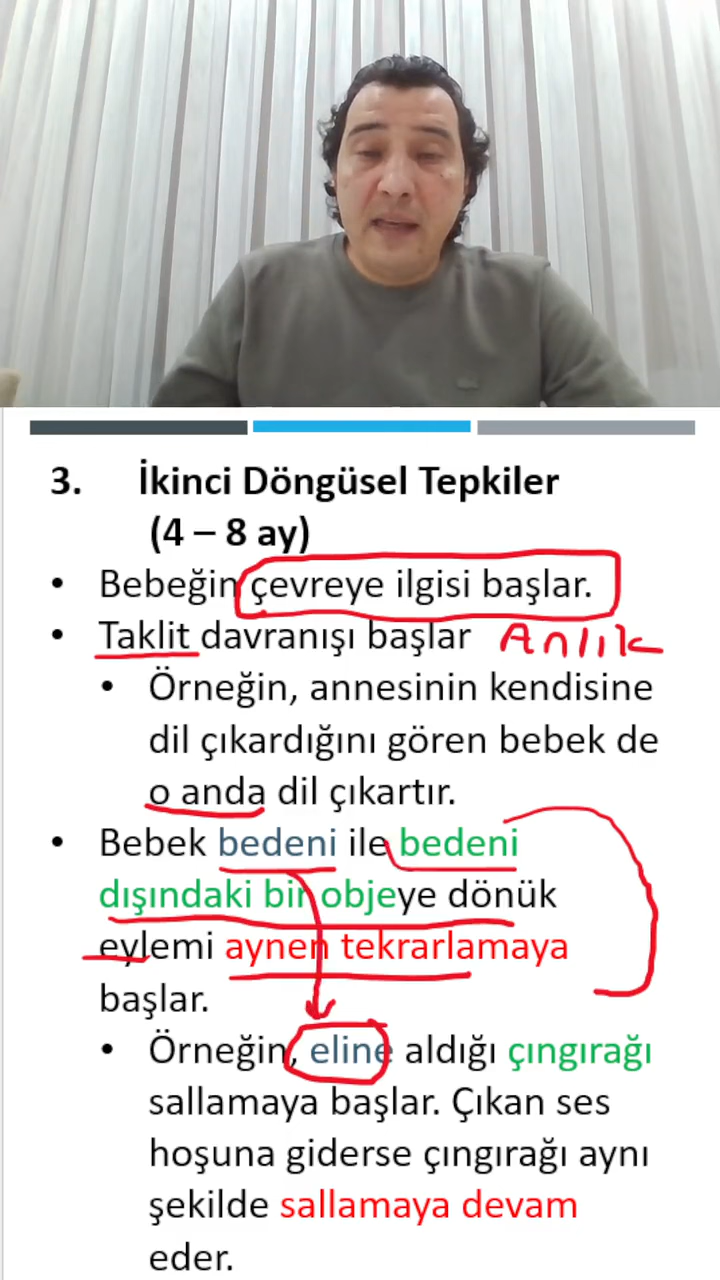 3. İkinci Döngüsel Tepkiler
(4 – 8 ay)
• Bebeğin çevreye ilgisi başlar.
• Taklit davranışı başlar Anlık
• Örneğin, annesinin kendisine
dil çıkardığını gören bebek de
o anda dil çıkartır.
• Bebek bedeni ile bedeni
dışındaki bir objeye dönük
eylemi aynen tekrarlamaya
başlar.
• Örneğin, eline aldığı çıngırağı
sallamaya başlar. Çıkan ses
hoşuna giderse çıngırağı aynı
şekilde sallamaya devam
eder.